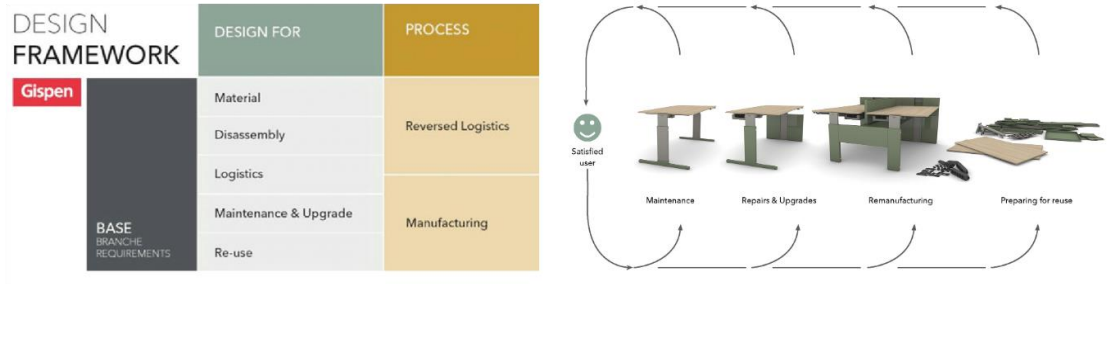 DESIGN
FRAMEWORK
Gispen
BASE
BRANCHE
REQUIREMENTS
DESIGN FOR
Material
Disassembly
Logistics
Maintenance & Upgrade
Re-use
PROCESS
Reversed Logistics
Manufacturing
Satisfied
user
Maintenance
Repairs & Upgrades
Remanufacturing
Preparing for reuse